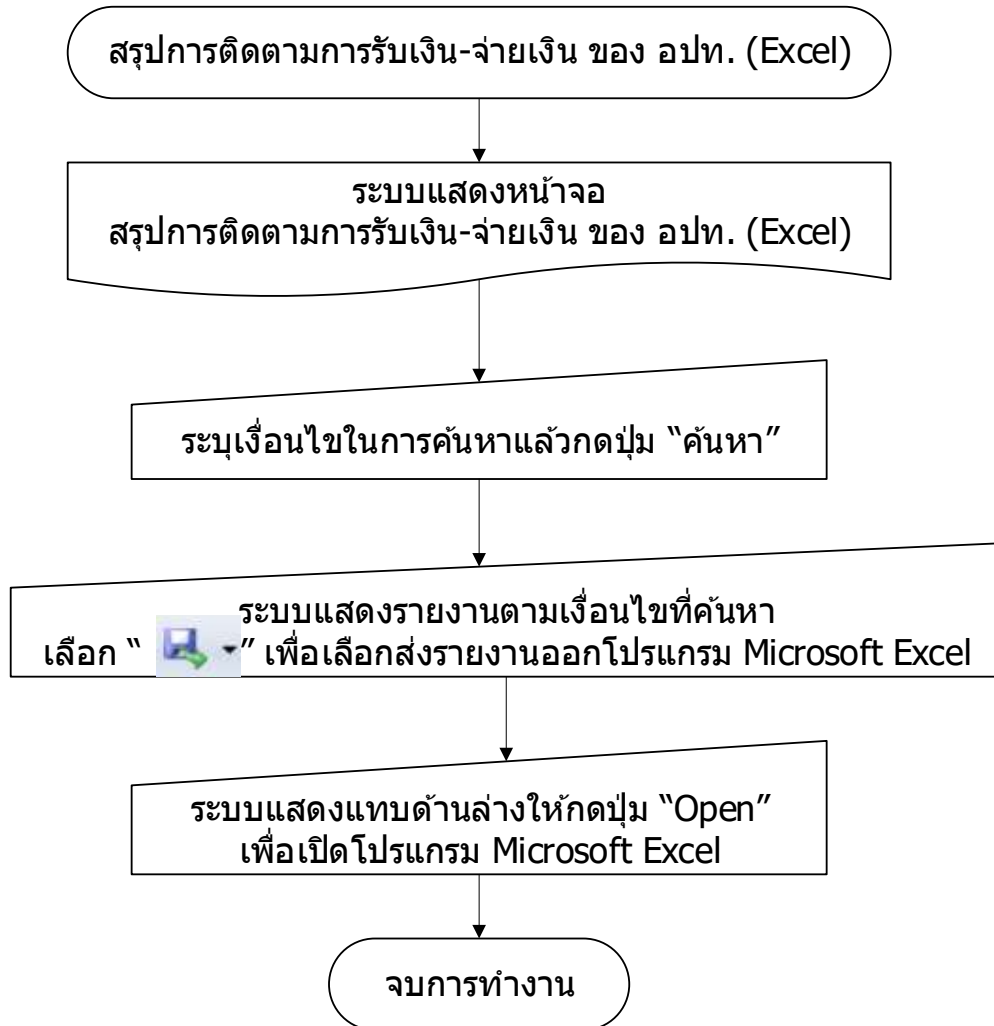 สรุปการติดตามการรับเงิน-จ่ายเงิน ของ อปท. (Excel)
ระบบแสดงหน้าจอ
สรุปการติดตามการรับเงิน-จ่ายเงิน ของ อปท. (Excel)
ระบุเงื่อนไขในการค้นหาแล้วกดปุ่ม “ค้นหา”
ระบบแสดงรายงานตามเงื่อนไขที่ค้นหา
เลือก “ ” เพื่อเลือกส่งรายงานออกโปรแกรม Microsoft Excel
ระบบแสดงแทบด้านล่างให้กดปุ่ม “Open”
เพื่อเปิดโปรแกรม Microsoft Excel
จบการทำงาน